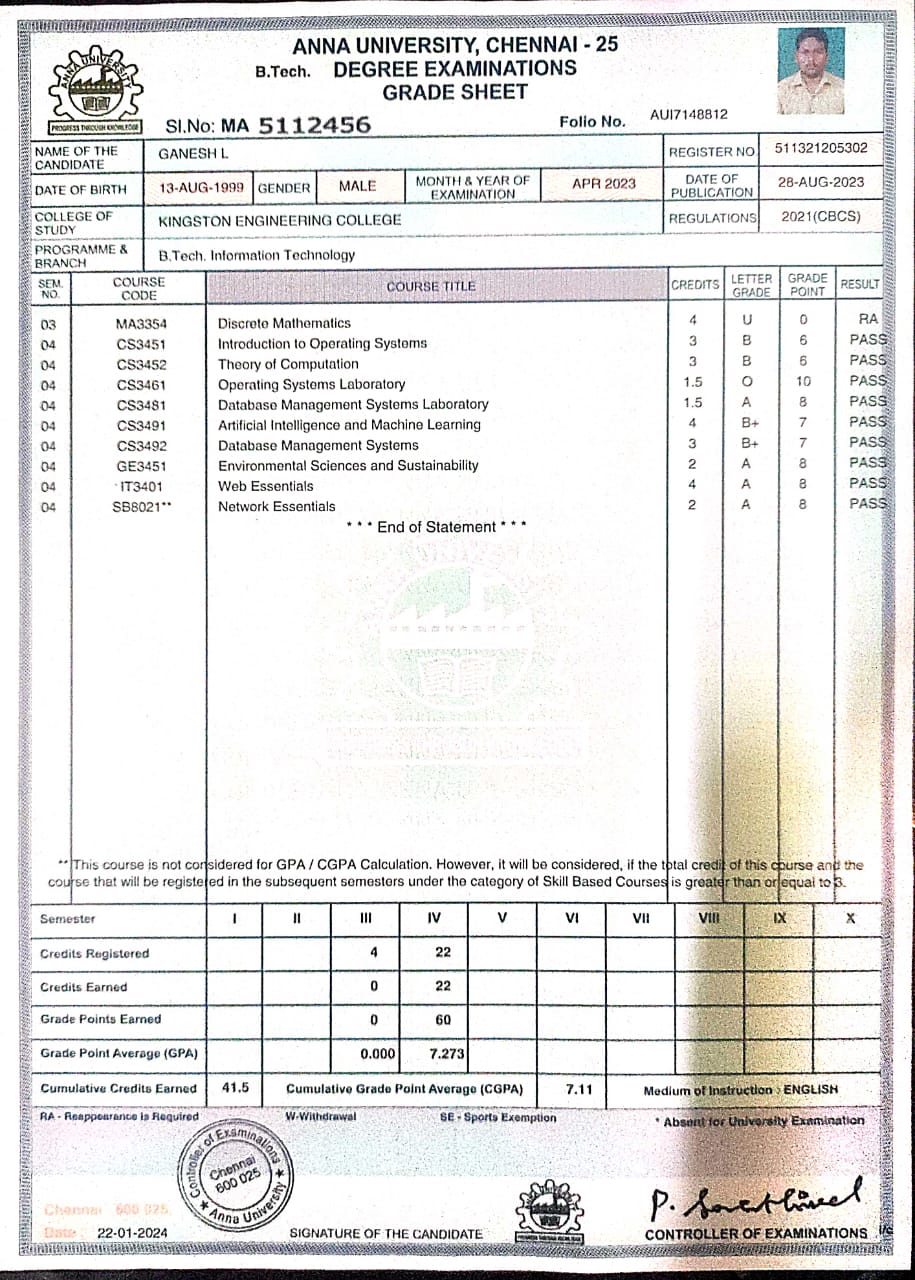 ANNA UNIVERSITY, CHENNAI - 25
B.Tech. DEGREE EXAMINATIONS
GRADE SHEET
ANNA UNIVERSITY
PROGRESS THROUGH KNOWLEDGE
SI.No: MA 5112456 Folio No. AUI7148812
NAME OF THE CANDIDATE GANESH L REGISTER NO 511321205302
DATE OF BIRTH 13-AUG-1999 GENDER MALE MONTH & YEAR OF EXAMINATION APR 2023 DATE OF PUBLICATION 28-AUG-2023
COLLEGE OF STUDY KINGSTON ENGINEERING COLLEGE REGULATIONS 2021(CBCS)
PROGRAMME & BRANCH B.Tech. Information Technology
SEM. NO. COURSE CODE COURSE TITLE CREDITS LETTER GRADE GRADE POINT RESULT
03 MA3354 Discrete Mathematics 4 U 0 RA
04 CS3451 Introduction to Operating Systems 3 B 6 PASS
04 CS3452 Theory of Computation 3 B 6 PASS
04 CS3461 Operating Systems Laboratory 1.5 O 10 PASS
04 CS3481 Database Management Systems Laboratory 1.5 A 8 PASS
04 CS3491 Artificial Intelligence and Machine Learning 4 B+ 7 PASS
04 CS3492 Database Management Systems 3 B+ 7 PASS
04 GE3451 Environmental Sciences and Sustainability 2 A 8 PASS
04 IT3401 Web Essentials 4 A 8 PASS
04 SB8021** Network Essentials 2 A 8 PASS
* * * End of Statement * * *
** This course is not considered for GPA / CGPA Calculation. However, it will be considered, if the total credit of this course and the
course that will be registered in the subsequent semesters under the category of Skill Based Courses is greater than or equal to 3.
Semester I II III IV V VI VII VIII IX X
Credits Registered 4 22
Credits Earned 0 22
Grade Points Earned 0 60
Grade Point Average (GPA) 0.000 7.273
Cumulative Credits Earned 41.5 Cumulative Grade Point Average (CGPA) 7.11 Medium of Instruction : ENGLISH
RA - Reappearance is Required W-Withdrawal SE - Sports Exemption * Absent for University Examination
Controller of Examinations
Chennai
600 025
Anna University
Chennai 600 025.
Date : 22-01-2024 SIGNATURE OF THE CANDIDATE CONTROLLER OF EXAMINATIONS I/c